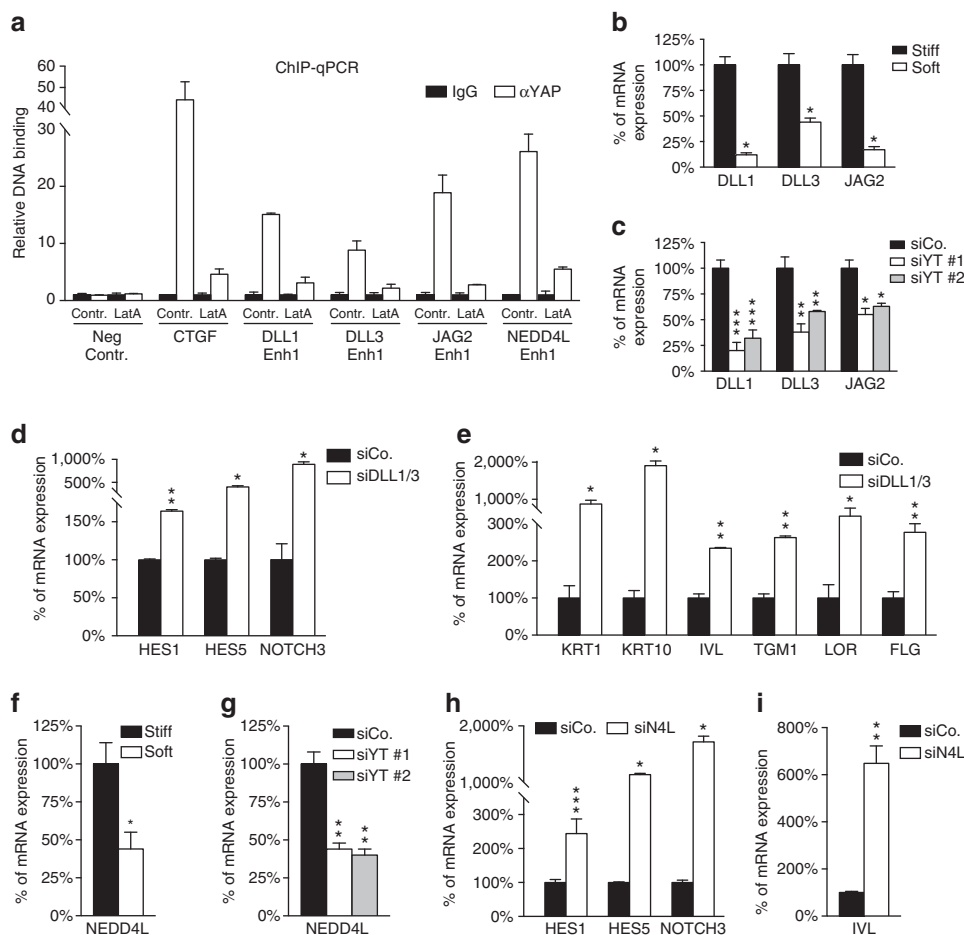 a
ChIP-qPCR
IgG αYAP
Relative DNA binding
60
50
40
30
20
10
0
Contr. LatA Contr. LatA Contr. LatA Contr. LatA Contr. LatA Contr. LatA
Neg Contr.
CTGF
DLL1 Enh1
DLL3 Enh1
JAG2 Enh1
NEDD4L Enh1
b
% of mRNA expression
125%
100%
75%
50%
25%
0%
Stiff
Soft
*
*
*
DLL1 DLL3 JAG2
c
% of mRNA expression
125%
100%
75%
50%
25%
0%
siCo.
siYT #1
siYT #2
***
***
**
**
*
*
DLL1 DLL3 JAG2
d
% of mRNA expression
1,000%
500%
150%
100%
50%
0%
siCo.
siDLL1/3
**
*
*
HES1 HES5 NOTCH3
e
% of mRNA expression
2,000%
1,000%
300%
200%
100%
0%
siCo.
siDLL1/3
*
*
**
**
*
**
KRT1 KRT10 IVL TGM1 LOR FLG
f
% of mRNA expression
125%
100%
75%
50%
25%
0%
Stiff
Soft
*
NEDD4L
g
% of mRNA expression
125%
100%
75%
50%
25%
0%
siCo.
siYT #1
siYT #2
**
**
NEDD4L
h
% of mRNA expression
2,000%
1,000%
300%
200%
100%
0%
siCo. siN4L
***
*
*
HES1 HES5 NOTCH3
i
% of mRNA expression
800%
600%
400%
200%
0%
siCo.
siN4L
**
IVL